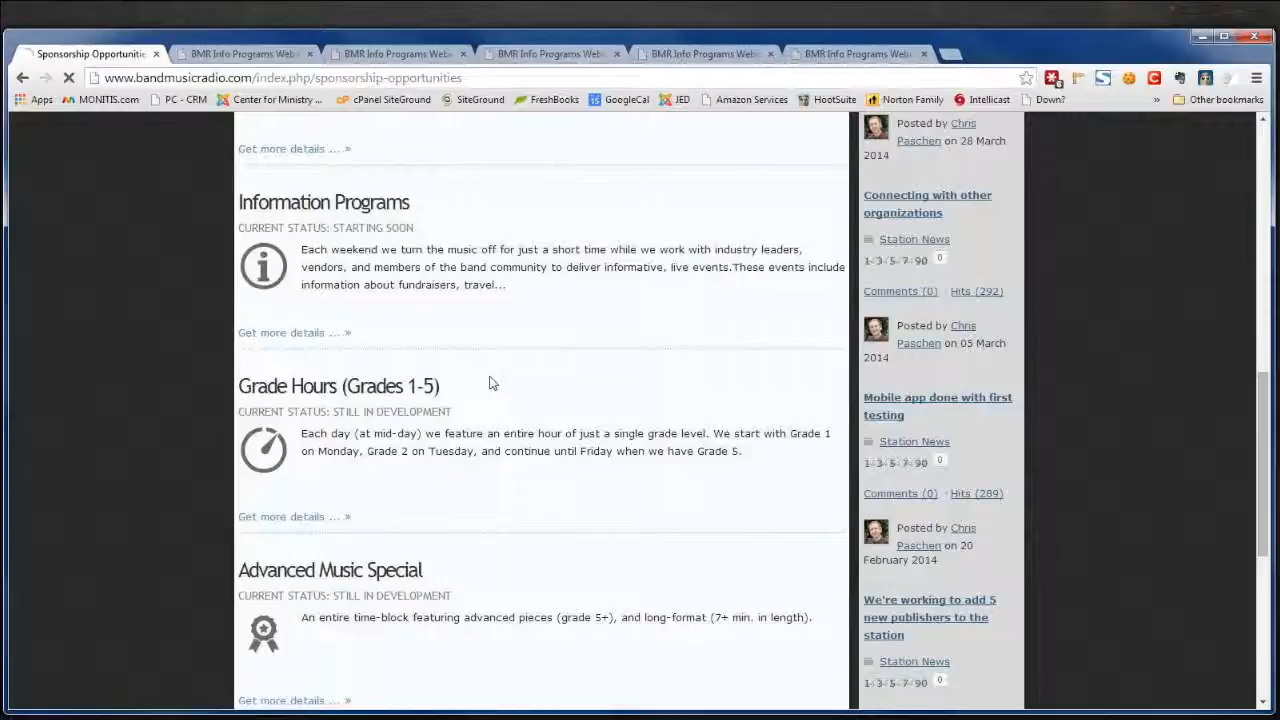 Sponsorship Opportunitie
BMR Info Programs Web
BMR Info Programs Web
BMR Info Programs Web
BMR Info Programs Web
BMR Info Programs Web
www.bandmusicradio.com/index.php/sponsorship-opportunities
Apps
MONITIS.com
PC - CRM
Center for Ministry ...
cPanel SiteGround
SiteGround
FreshBooks
GoogleCal
JED
Amazon Services
HootSuite
Norton Family
Intellicast
Down?
»
Other bookmarks
Get more details ... »
Information Programs
CURRENT STATUS: STARTING SOON
Each weekend we turn the music off for just a short time while we work with industry leaders,
vendors, and members of the band community to deliver informative, live events.These events include
information about fundraisers, travel...
Get more details ... »
Grade Hours (Grades 1-5)
CURRENT STATUS: STILL IN DEVELOPMENT
Each day (at mid-day) we feature an entire hour of just a single grade level. We start with Grade 1
on Monday, Grade 2 on Tuesday, and continue until Friday when we have Grade 5.
Get more details ... »
Advanced Music Special
CURRENT STATUS: STILL IN DEVELOPMENT
An entire time-block featuring advanced pieces (grade 5+), and long-format (7+ min. in length).
Get more details ... »
Posted by Chris
Paschen on 28 March
2014
Connecting with other
organizations
Station News
0
Comments (0) · Hits (292)
Posted by Chris
Paschen on 05 March
2014
Mobile app done with first
testing
Station News
0
Comments (0) · Hits (289)
Posted by Chris
Paschen on 20
February 2014
We're working to add 5
new publishers to the
station
Station News
0